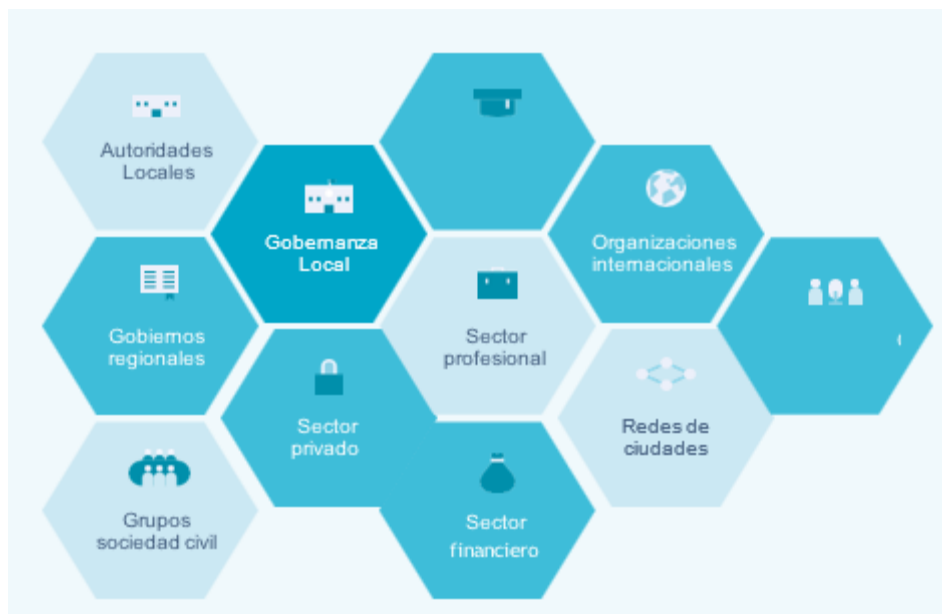 Autoridades
Locales
Gobernanza
Local
Organizaciones
internacionales
Gobiernos
regionales
Sector
profesional
Sector
privado
Redes de
ciudades
Grupos
sociedad civil
Sector
financiero